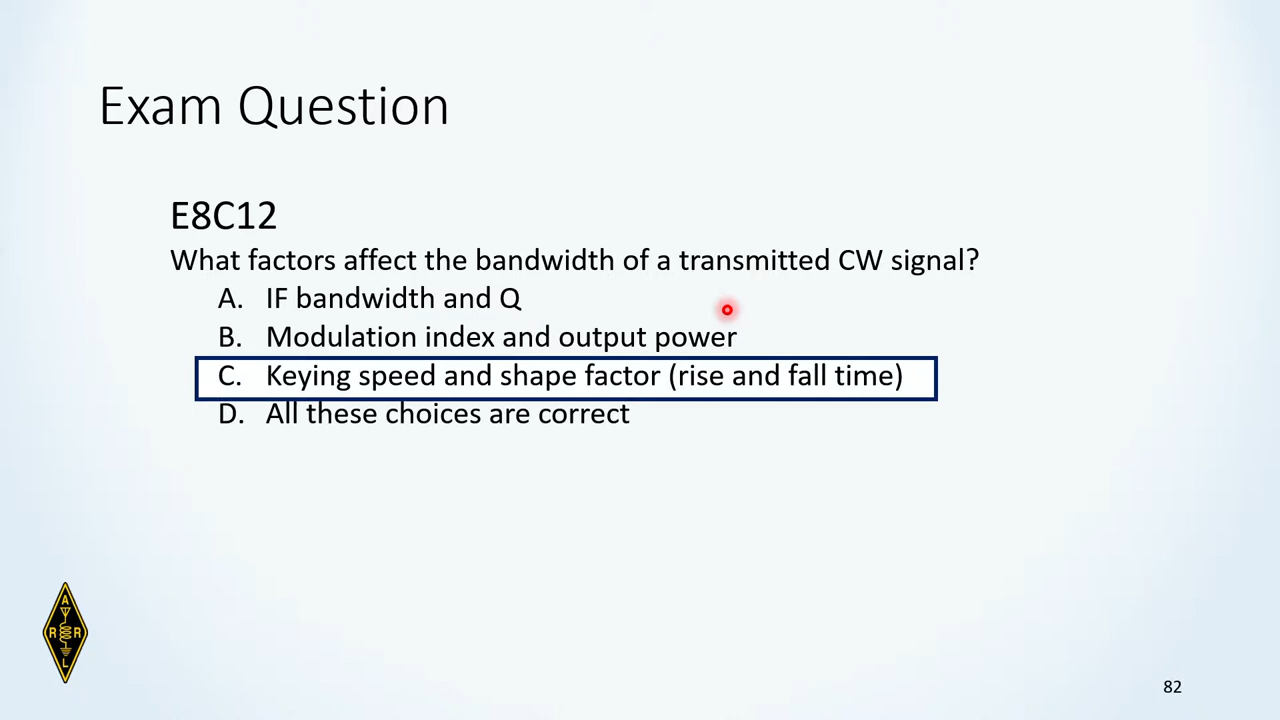 Exam Question
E8C12
What factors affect the bandwidth of a transmitted CW signal?
A. IF bandwidth and Q
B. Modulation index and output power
C. Keying speed and shape factor (rise and fall time)
D. All these choices are correct
A
R R
L
82